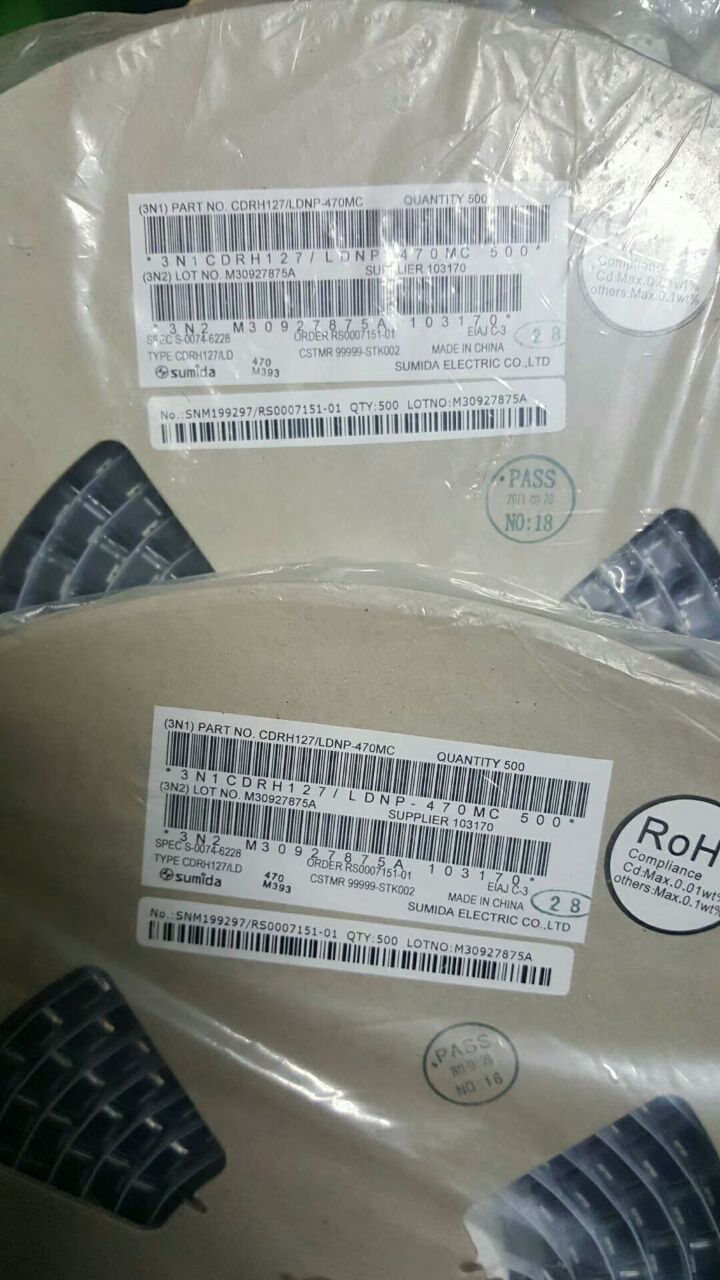 (3N1) PART NO. CDRH127/LDNP-470MC QUANTITY 500
*3N1CDRH127/LDNP-470MC 500*
(3N2) LOT NO. M30927875A SUPPLIER 103170
*3N2 M30927875A 103170*
SPEC S-0074-6228 ORDER RS0007151-01 EIAJ C-3
28
TYPE CDRH127/LD 470 CSTMR 99999-STK002 MADE IN CHINA
sumida M393 SUMIDA ELECTRIC CO.,LTD
No.:SNM199297/RS0007151-01 QTY:500 LOTNO:M30927875A
Compliance
Cd:Max.0.01wt%
others:Max.0.1wt%
PASS
2013 09 28
NO:18
(3N1) PART NO. CDRH127/LDNP-470MC QUANTITY 500
*3N1CDRH127/LDNP-470MC 500*
(3N2) LOT NO. M30927875A SUPPLIER 103170
*3N2 M30927875A 103170*
SPEC S-0074-6228 ORDER RS0007151-01 EIAJ C-3
TYPE CDRH127/LD 470 CSTMR 99999-STK002 MADE IN CHINA 28
sumida M393 SUMIDA ELECTRIC CO.,LTD
No.:SNM199297/RS0007151-01 QTY:500 LOTNO:M30927875A
RoH
Compliance
Cd:Max.0.01wt%
others:Max.0.1wt%
PASS
NO:16